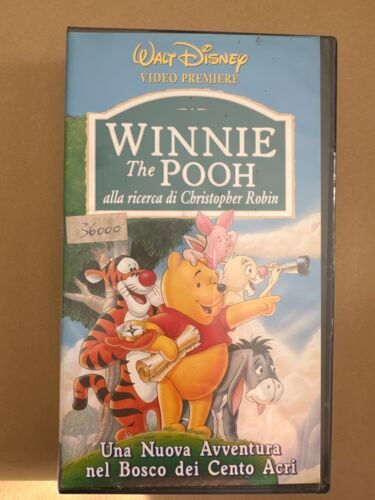 WALT DISNEY
VIDEO PREMIERE
WINNIE
The POOH
alla ricerca di Christopher Robin
36000
Una Nuova Avventura
nel Bosco dei Cento Acri